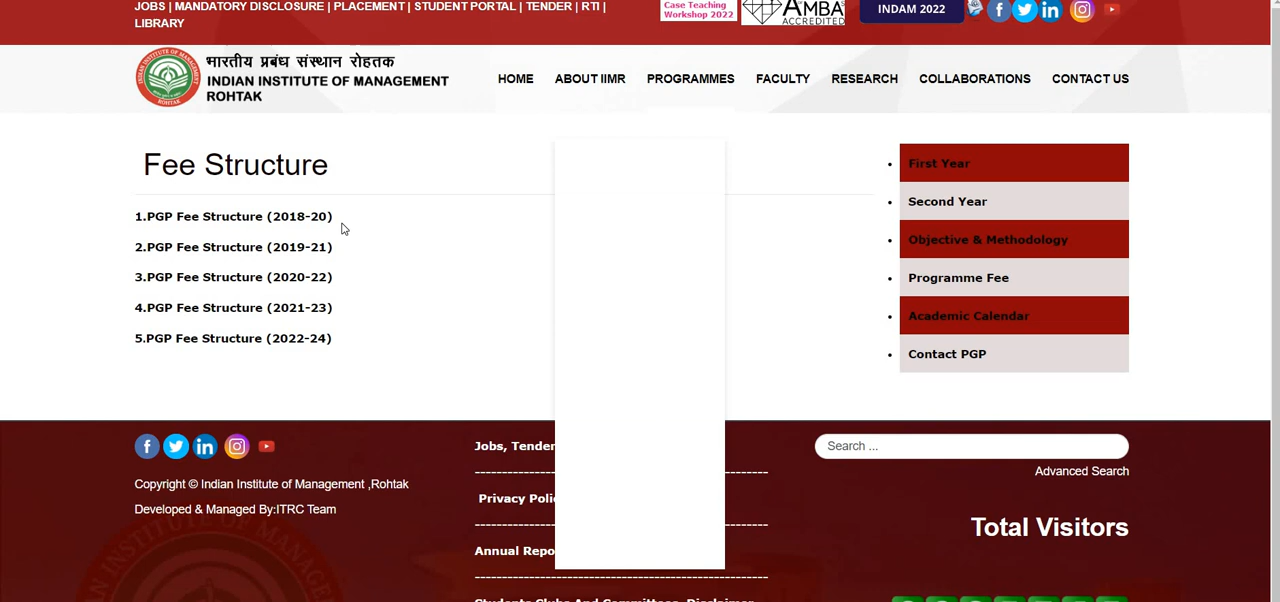 JOBS | MANDATORY DISCLOSURE | PLACEMENT | STUDENT PORTAL | TENDER | RTI |
LIBRARY
Case Teaching
Workshop 2022
AMBA
ACCREDITED
INDAM 2022
भारतीय प्रबंध संस्थान रोहतक
INDIAN INSTITUTE OF MANAGEMENT
ROHTAK
HOME ABOUT IIMR PROGRAMMES FACULTY RESEARCH COLLABORATIONS CONTACT US
Fee Structure
1.PGP Fee Structure (2018-20)
2.PGP Fee Structure (2019-21)
3.PGP Fee Structure (2020-22)
4.PGP Fee Structure (2021-23)
5.PGP Fee Structure (2022-24)
First Year
Second Year
Objective & Methodology
Programme Fee
Academic Calendar
Contact PGP
Copyright © Indian Institute of Management ,Rohtak
Developed & Managed By:ITRC Team
Jobs, Tender
Privacy Polic
Annual Repo
Students Clubs And Committees, Disclaimer
Search ...
Advanced Search
Total Visitors